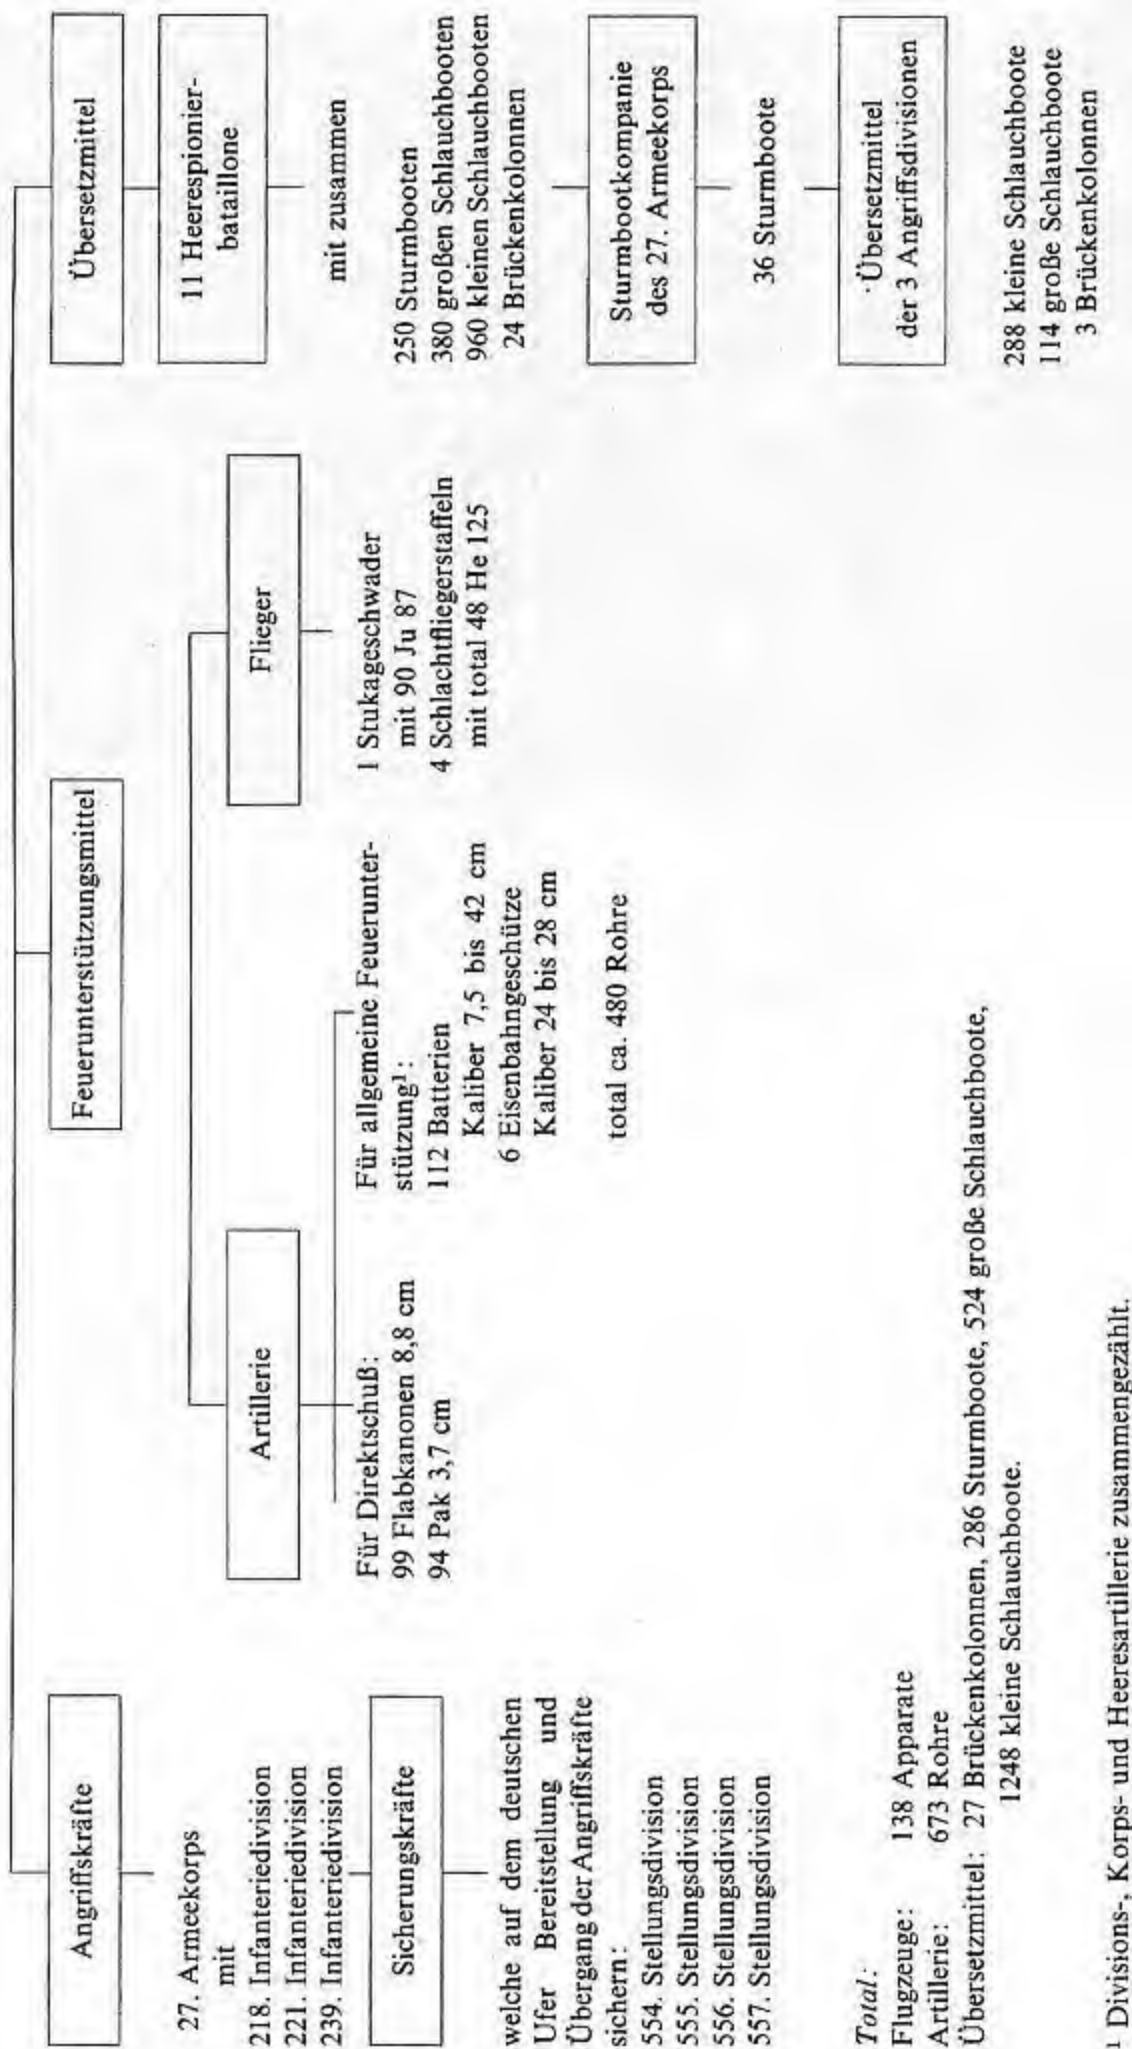 Angriffskräfte
27. Armeekorps
mit
218. Infanteriedivision
221. Infanteriedivision
239. Infanteriedivision
Sicherungskräfte
welche auf dem deutschen
Ufer Bereitstellung und
Übergang der Angriffskräfte
sichern:
554. Stellungsdivision
555. Stellungsdivision
556. Stellungsdivision
557. Stellungsdivision
Feuerunterstützungsmittel
Artillerie
Für Direktschuß:
99 Flabkanonen 8,8 cm
94 Pak 3,7 cm
Für allgemeine Feuerunter-
stützung¹:
112 Batterien
Kaliber 7,5 bis 42 cm
6 Eisenbahngeschütze
Kaliber 24 bis 28 cm
total ca. 480 Rohre
Flieger
1 Stukageschwader
mit 90 Ju 87
4 Schlachtfliegerstaffeln
mit total 48 He 125
Übersetzmittel
11 Heerespionier-
bataillone
mit zusammen
250 Sturmbooten
380 großen Schlauchbooten
960 kleinen Schlauchbooten
24 Brückenkolonnen
Sturmbootkompanie
des 27. Armeekorps
36 Sturmboote
Übersetzmittel
der 3 Angriffsdivisionen
288 kleine Schlauchboote
114 große Schlauchboote
3 Brückenkolonnen
Total:
Flugzeuge: 138 Apparate
Artillerie: 673 Rohre
Übersetzmittel: 27 Brückenkolonnen, 286 Sturmboote, 524 große Schlauchboote,
1248 kleine Schlauchboote.
¹ Divisions-, Korps- und Heeresartillerie zusammengezählt.